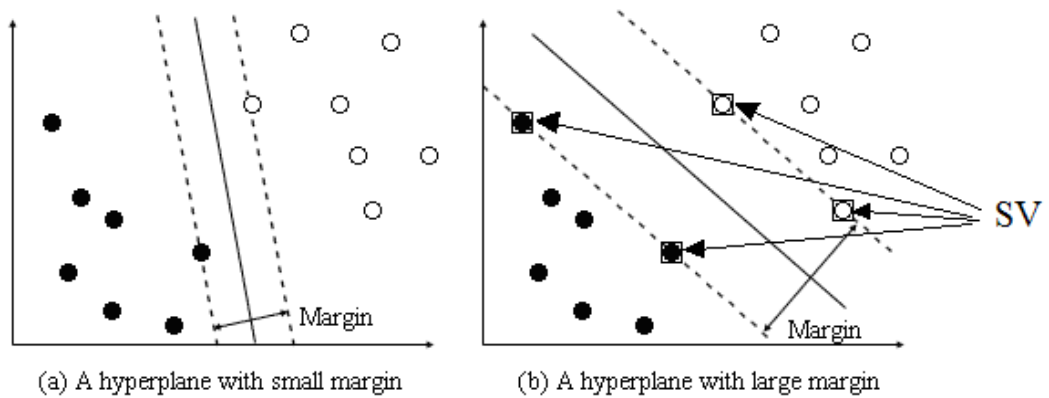 SV
Margin
Margin
(a) A hyperplane with small margin
(b) A hyperplane with large margin